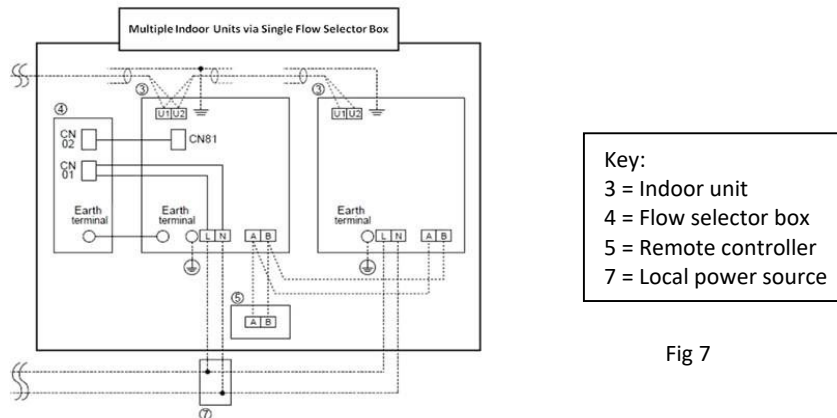 Multiple Indoor Units via Single Flow Selector Box
③ ③
U1 U2 U1 U2
④
CN
02
CN81
CN
01
Earth
terminal
Earth
terminal
Earth
terminal
L N A B L N A B
⑤
A B
⑦
Key:
3 = Indoor unit
4 = Flow selector box
5 = Remote controller
7 = Local power source
Fig 7